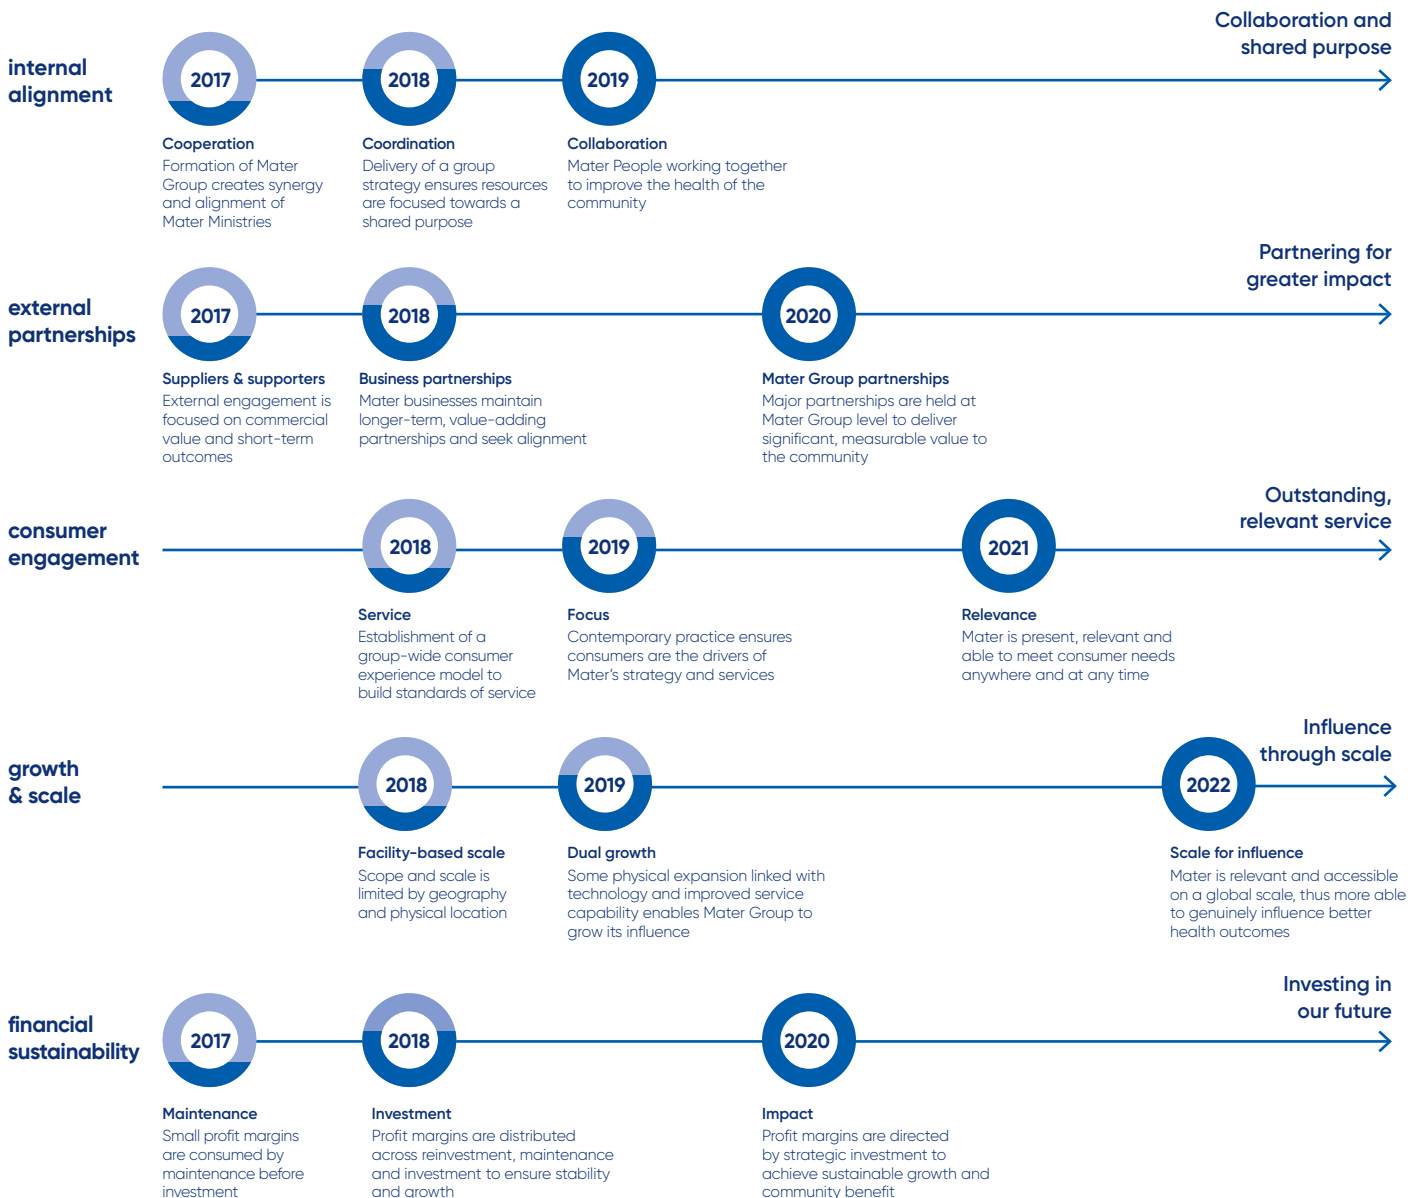 Collaboration and
shared purpose
internal
alignment
2017
2018
2019
Cooperation
Formation of Mater
Group creates synergy
and alignment of
Mater Ministries
Coordination
Delivery of a group
strategy ensures resources
are focused towards a
shared purpose
Collaboration
Mater People working together
to improve the health of the
community
Partnering for
greater impact
external
partnerships
2017
2018
2020
Suppliers & supporters
External engagement is
focused on commercial
value and short-term
outcomes
Business partnerships
Mater businesses maintain
longer-term, value-adding
partnerships and seek alignment
Mater Group partnerships
Major partnerships are held at
Mater Group level to deliver
significant, measurable value to
the community
Outstanding,
relevant service
consumer
engagement
2018
2019
2021
Service
Establishment of a
group-wide consumer
experience model to
build standards of service
Focus
Contemporary practice ensures
consumers are the drivers of
Mater's strategy and services
Relevance
Mater is present, relevant and
able to meet consumer needs
anywhere and at any time
Influence
through scale
growth
& scale
2018
2019
2022
Facility-based scale
Scope and scale is
limited by geography
and physical location
Dual growth
Some physical expansion linked with
technology and improved service
capability enables Mater Group to
grow its influence
Scale for influence
Mater is relevant and accessible
on a global scale, thus more able
to genuinely influence better
health outcomes
Investing in
our future
financial
sustainability
2017
2018
2020
Maintenance
Small profit margins
are consumed by
maintenance before
investment
Investment
Profit margins are distributed
across reinvestment, maintenance
and investment to ensure stability
and growth
Impact
Profit margins are directed
by strategic investment to
achieve sustainable growth and
community benefit